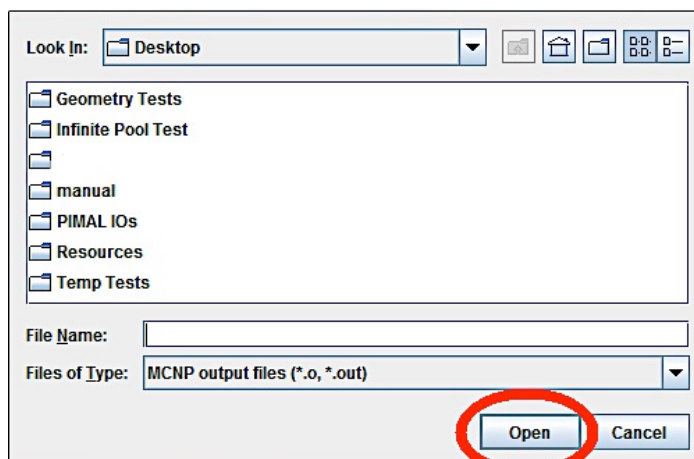 Look In: Desktop
Geometry Tests
Infinite Pool Test
manual
PIMAL IOs
Resources
Temp Tests
File Name:
Files of Type: MCNP output files (*.o, *.out)
Open Cancel